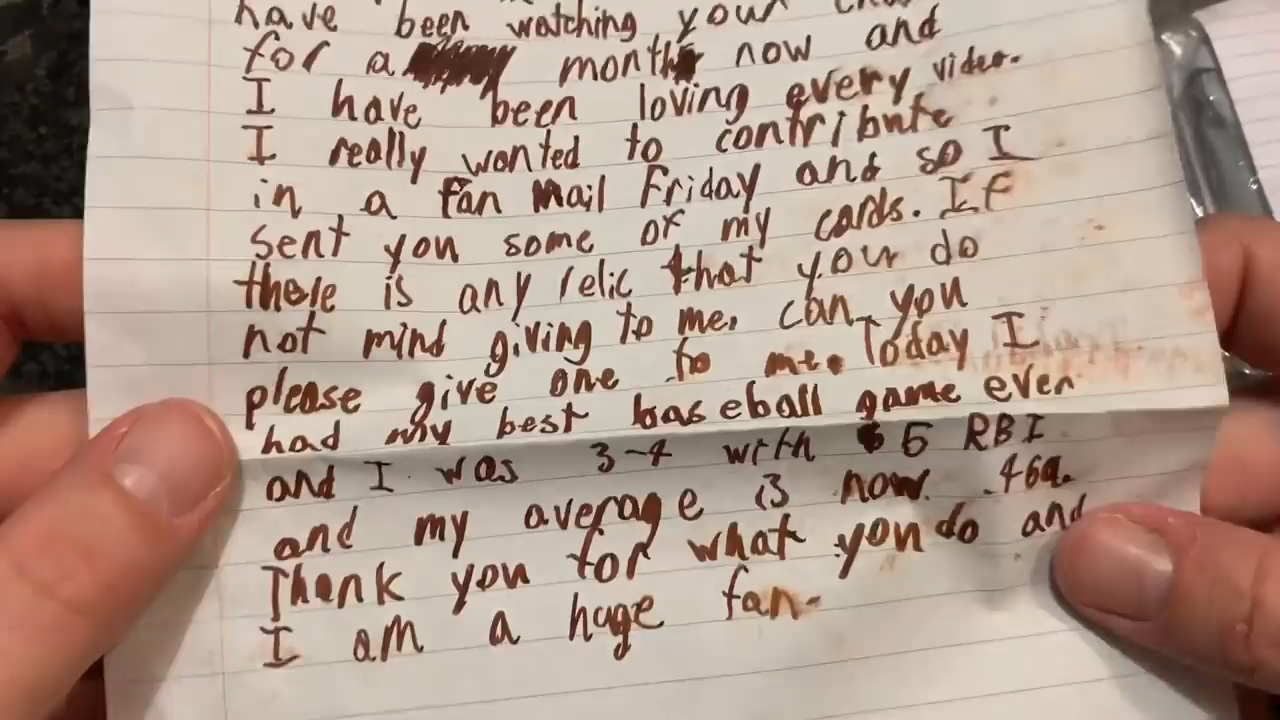 have been watching your
for a month now and
I have been loving every video.
I really wanted to contribute
in a fan mail Friday and so I
sent you some of my cards. If
there is any relic that you do
not mind giving to me, can you
please give one to me. Today I
had my best baseball game ever
and I was 3-4 with 5 RBI
and my average is now .469.
Thank you for what you do and
I am a huge fan.